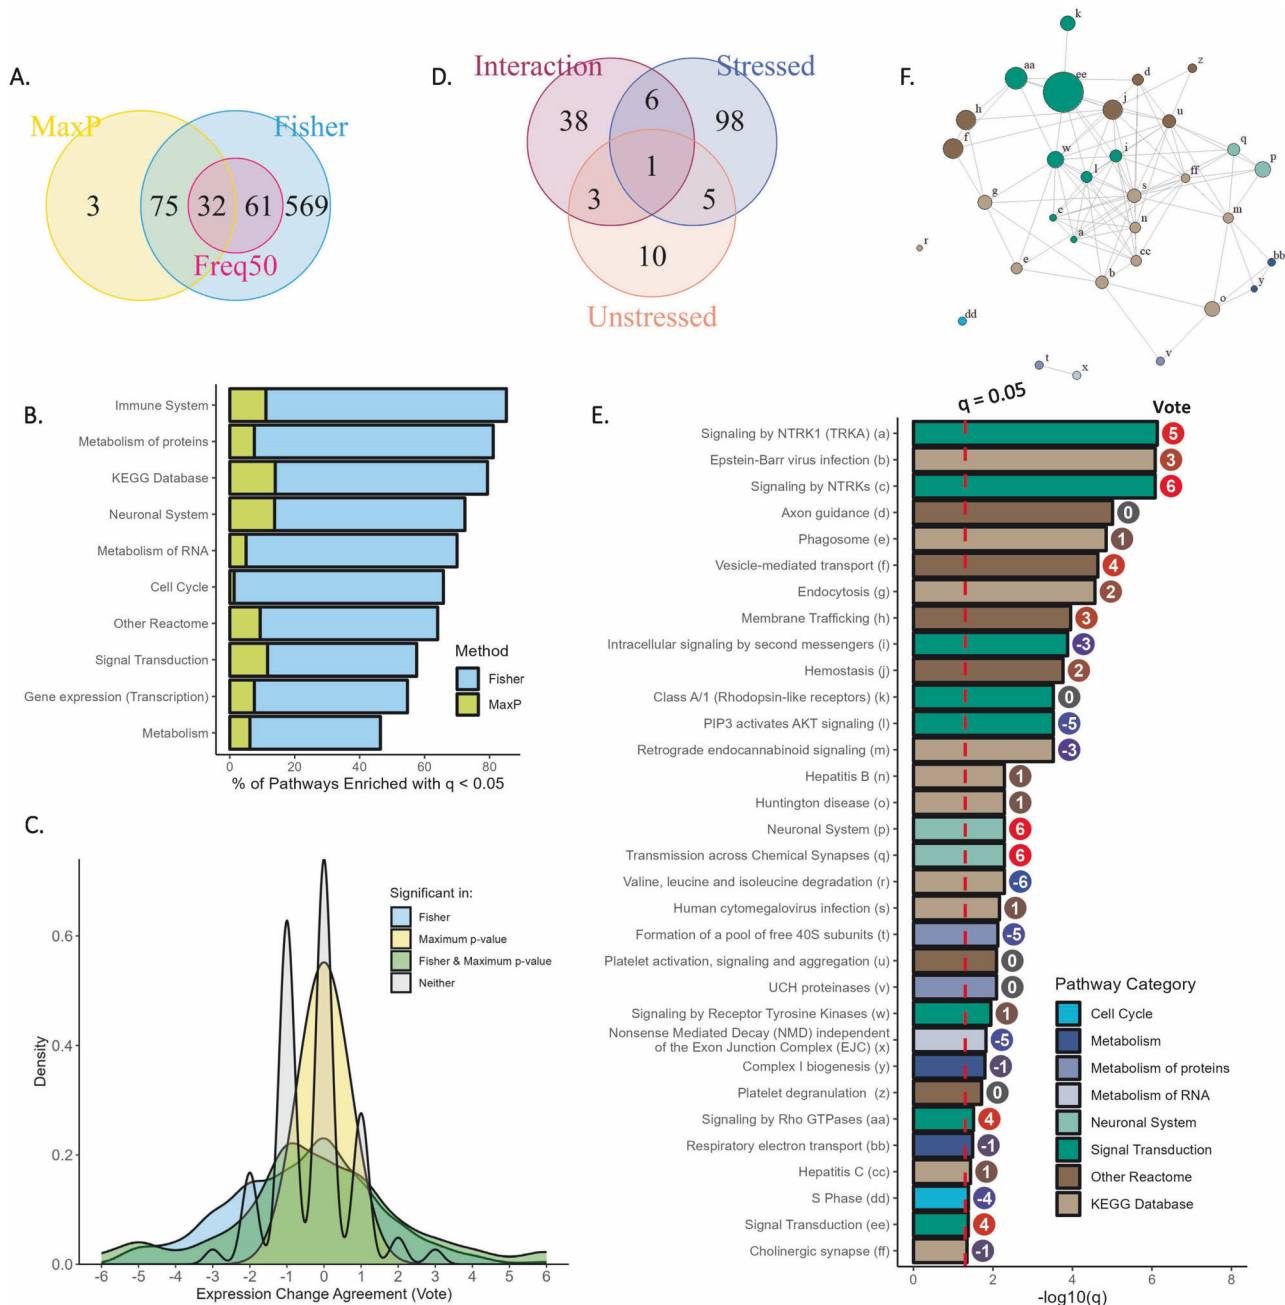 A.
MaxP
Fisher
3
75
32
61
569
Freq50
D.
Interaction
Stressed
38
6
98
1
3
5
10
Unstressed
F.
k
aa
ee
d
z
h
j
u
f
w
i
q
p
l
ff
s
g
c
n
m
a
r
cc
e
b
bb
y
o
dd
t
x
v
B.
Immune System
Metabolism of proteins
KEGG Database
Neuronal System
Metabolism of RNA
Cell Cycle
Other Reactome
Signal Transduction
Gene expression (Transcription)
Metabolism
Method
Fisher
MaxP
0 20 40 60 80
% of Pathways Enriched with q < 0.05
C.
Significant in:
Fisher
Maximum p-value
Fisher & Maximum p-value
Neither
Density
0.6
0.4
0.2
0.0
-6 -5 -4 -3 -2 -1 0 1 2 3 4 5 6
Expression Change Agreement (Vote)
E.
q = 0.05
Vote
Signaling by NTRK1 (TRKA) (a) 5
Epstein-Barr virus infection (b) 3
Signaling by NTRKs (c) 6
Axon guidance (d) 0
Phagosome (e) 1
Vesicle-mediated transport (f) 4
Endocytosis (g) 2
Membrane Trafficking (h) 3
Intracellular signaling by second messengers (i) -3
Hemostasis (j) 2
Class A/1 (Rhodopsin-like receptors) (k) 0
PIP3 activates AKT signaling (l) -5
Retrograde endocannabinoid signaling (m) -3
Hepatitis B (n) 1
Huntington disease (o) 1
Neuronal System (p) 6
Transmission across Chemical Synapses (q) 6
Valine, leucine and isoleucine degradation (r) -6
Human cytomegalovirus infection (s) 1
Formation of a pool of free 40S subunits (t) -5
Platelet activation, signaling and aggregation (u) 0
UCH proteinases (v) 0
Signaling by Receptor Tyrosine Kinases (w) 1
Nonsense Mediated Decay (NMD) independent
of the Exon Junction Complex (EJC) (x) -5
Complex I biogenesis (y) -1
Platelet degranulation (z) 0
Signaling by Rho GTPases (aa) 4
Respiratory electron transport (bb) -1
Hepatitis C (cc) 1
S Phase (dd) -4
Signal Transduction (ee) 4
Cholinergic synapse (ff) -1
Pathway Category
Cell Cycle
Metabolism
Metabolism of proteins
Metabolism of RNA
Neuronal System
Signal Transduction
Other Reactome
KEGG Database
0 2 4 6 8
-log10(q)